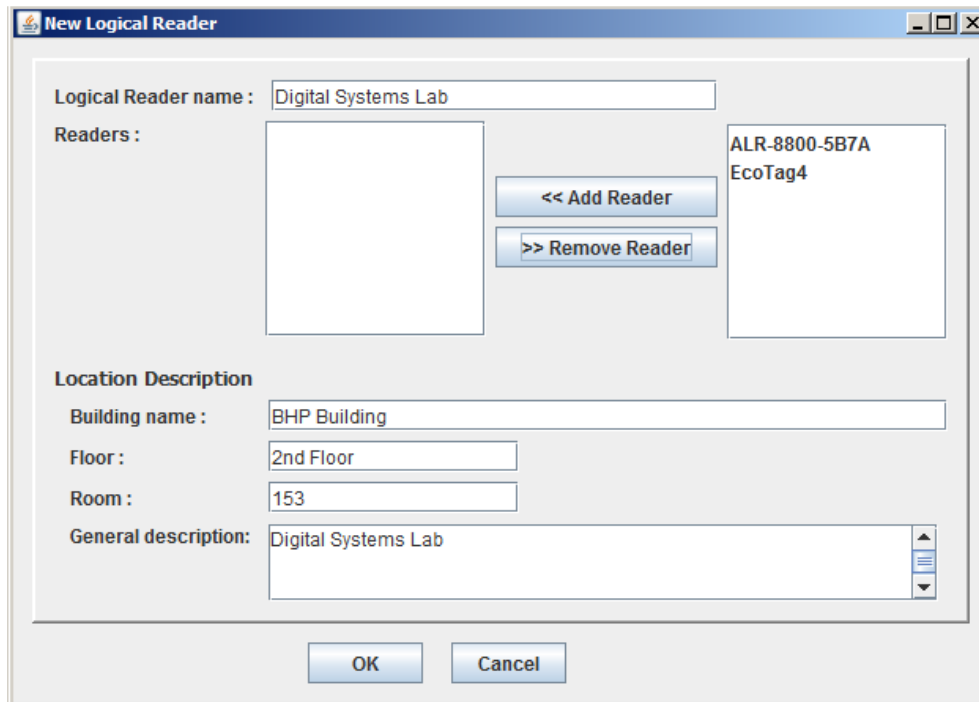 New Logical Reader
Logical Reader name : Digital Systems Lab
Readers :
ALR-8800-5B7A
EcoTag4
<< Add Reader
>> Remove Reader
Location Description
Building name : BHP Building
Floor : 2nd Floor
Room : 153
General description: Digital Systems Lab
OK Cancel